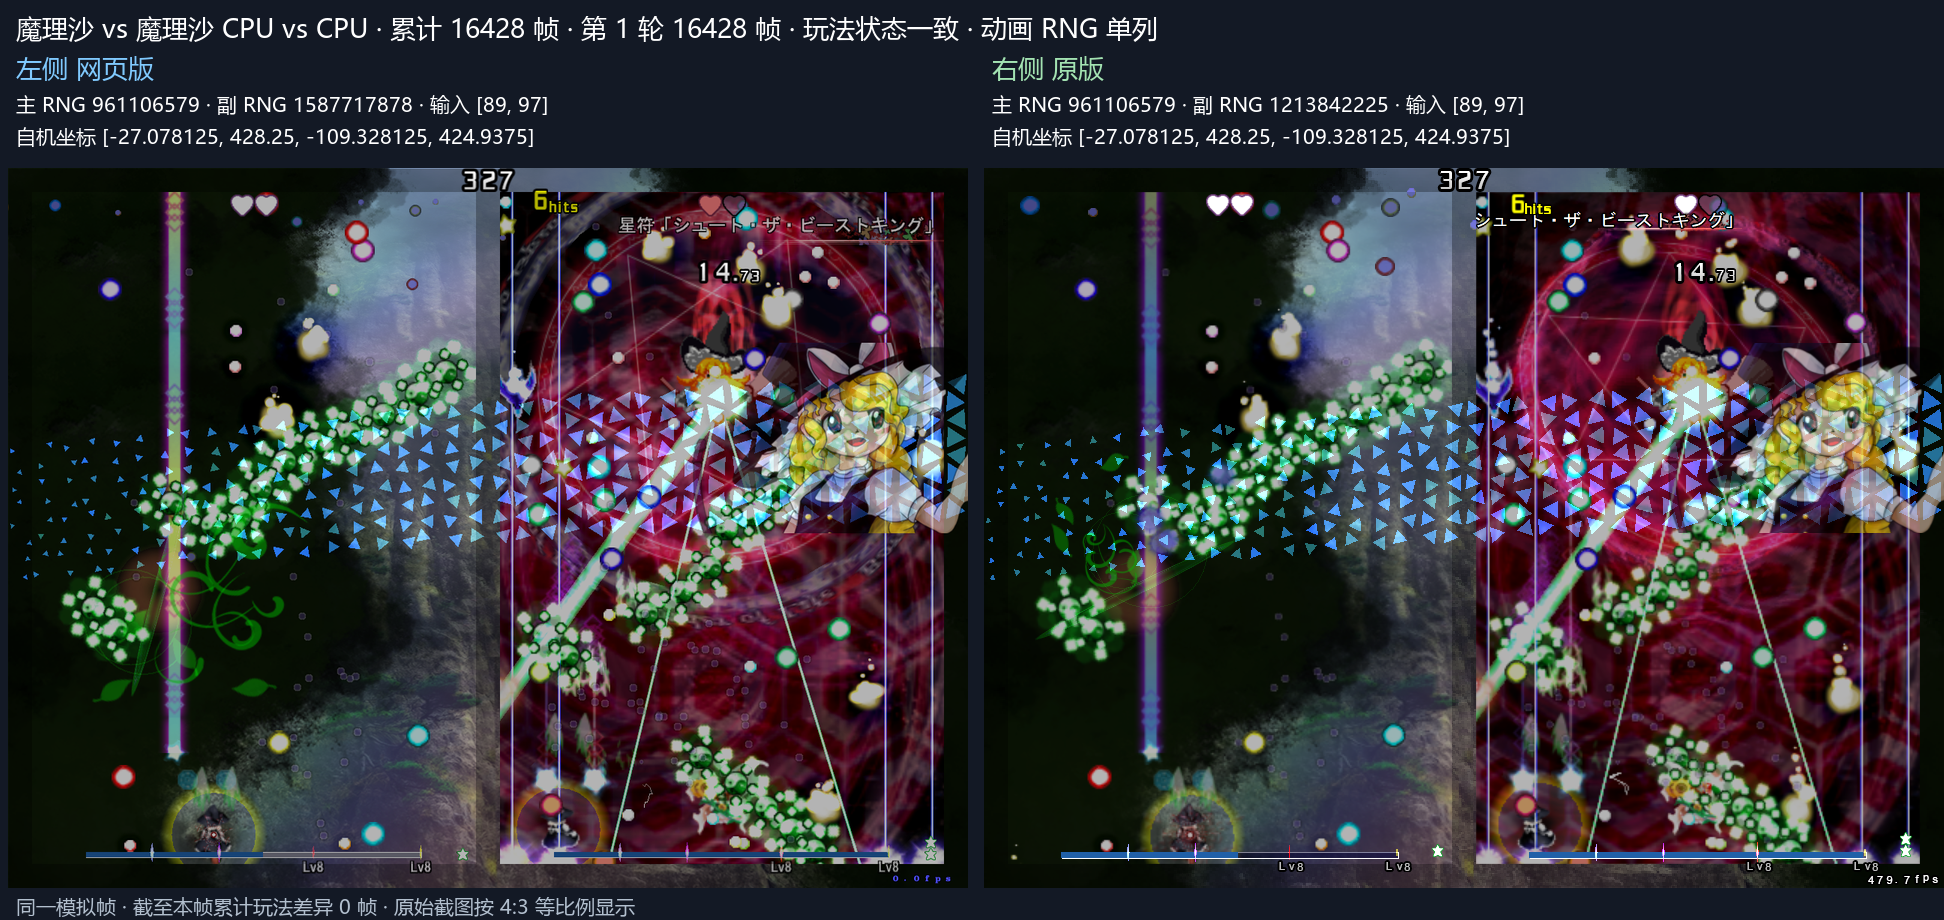 魔理沙 vs 魔理沙 CPU vs CPU · 累计 16428 帧 · 第 1 轮 16428 帧 · 玩法状态一致 · 动画 RNG 单列
左侧 网页版
主 RNG 961106579 · 副 RNG 1587717878 · 输入 [89, 97]
自机坐标 [-27.078125, 428.25, -109.328125, 424.9375]
327
6hits
星符「シュート・ザ・ビーストキング」
14.73
Lv8
Lv8
Lv8
Lv8
0.0fps
右侧 原版
主 RNG 961106579 · 副 RNG 1213842225 · 输入 [89, 97]
自机坐标 [-27.078125, 428.25, -109.328125, 424.9375]
327
6hits
シュート・ザ・ビーストキング」
14.73
Lv8
Lv8
Lv8
Lv8
479.7fps
同一模拟帧 · 截至本帧累计玩法差异 0 帧 · 原始截图按 4:3 等比例显示